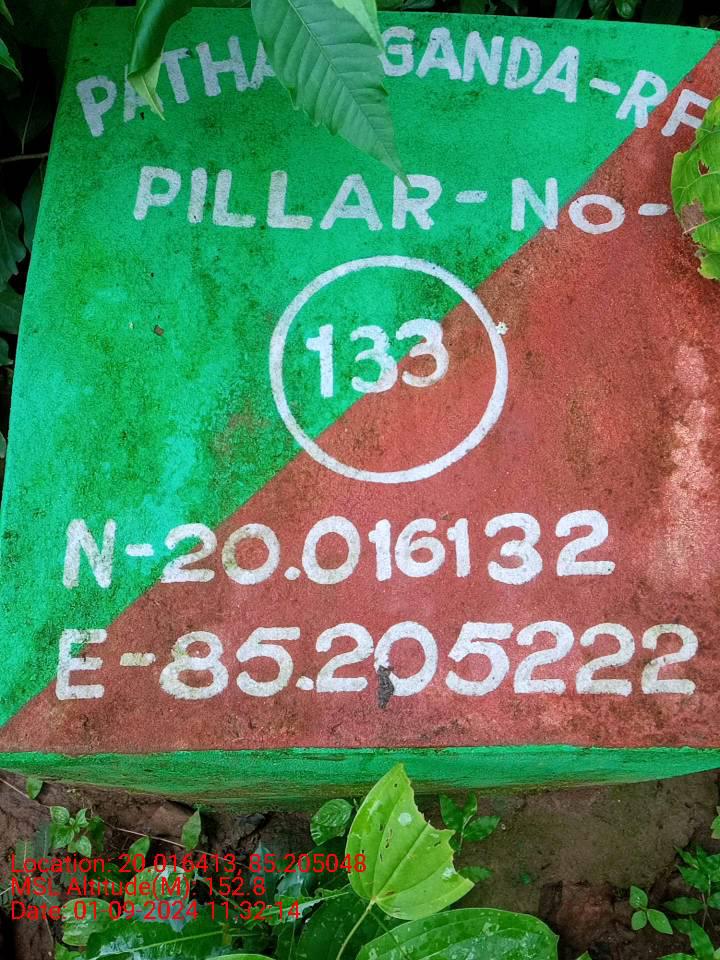 PILLAR-No-
133
N-20.016132
E-85.205222
Location: 20.016413, 85.205048
MSL Altitude(M): 152.8
Date: 01-09-2024 11:32:14